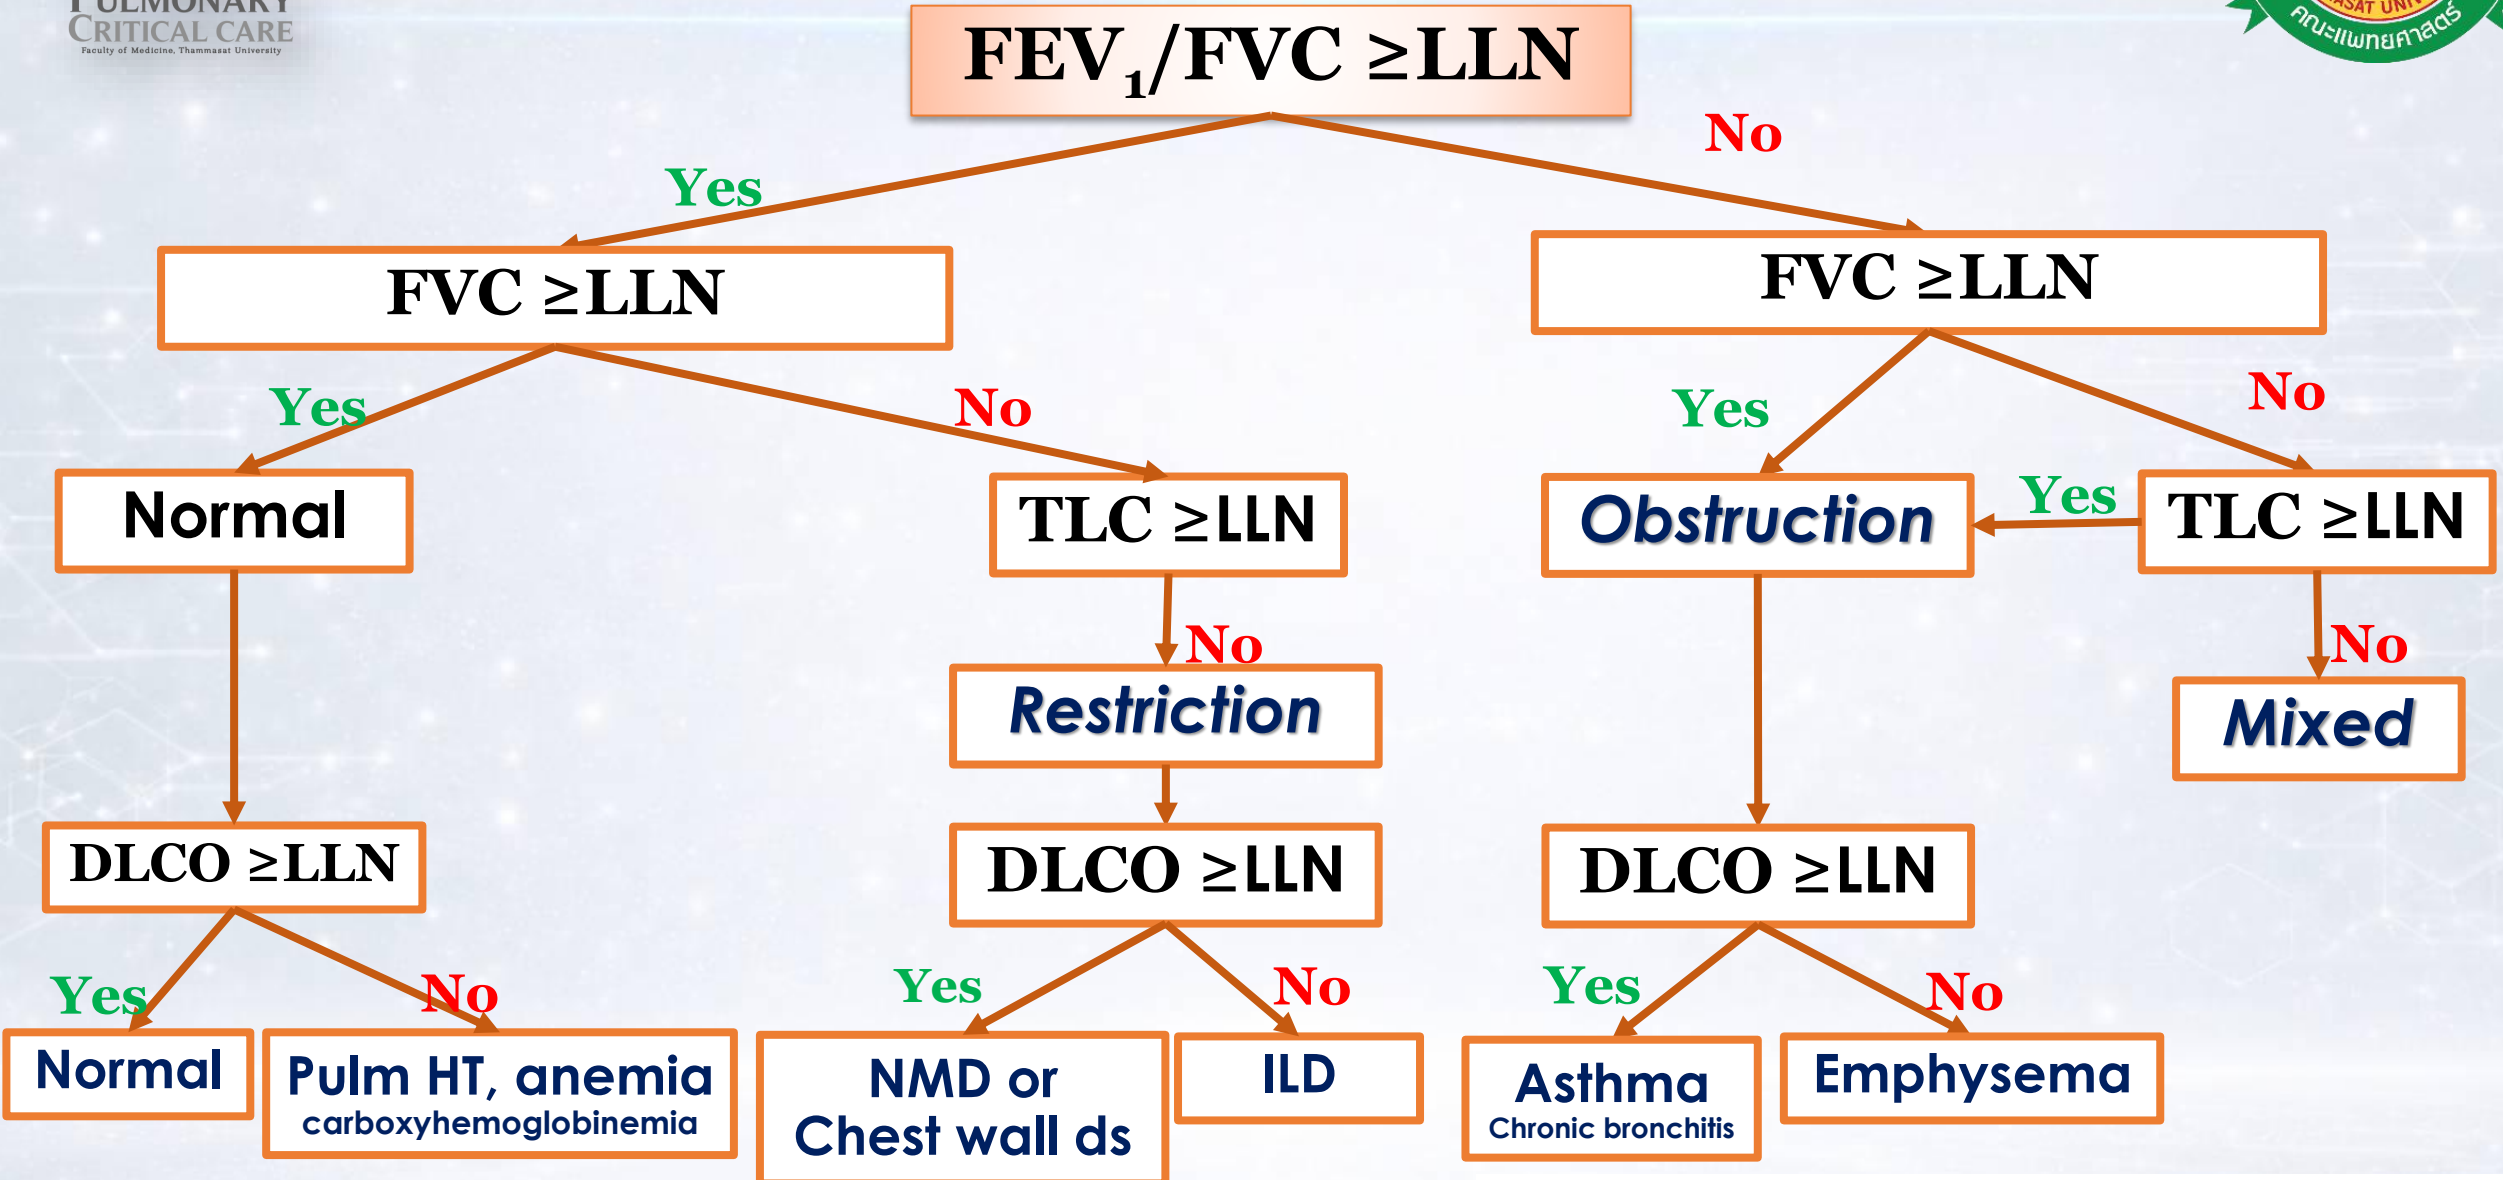 PULMONARY
CRITICAL CARE
Faculty of Medicine, Thammasat University
คณะแพทยศาสตร์
FEV₁/FVC ≥LLN
Yes
No
FVC ≥LLN
FVC ≥LLN
Yes
No
Yes
No
Normal
TLC ≥LLN
Obstruction
Yes
TLC ≥LLN
No
No
Restriction
Mixed
DLCO ≥LLN
DLCO ≥LLN
DLCO ≥LLN
Yes
No
Yes
No
Yes
No
Normal
Pulm HT, anemia
carboxyhemoglobinemia
NMD or
Chest wall ds
ILD
Asthma
Chronic bronchitis
Emphysema